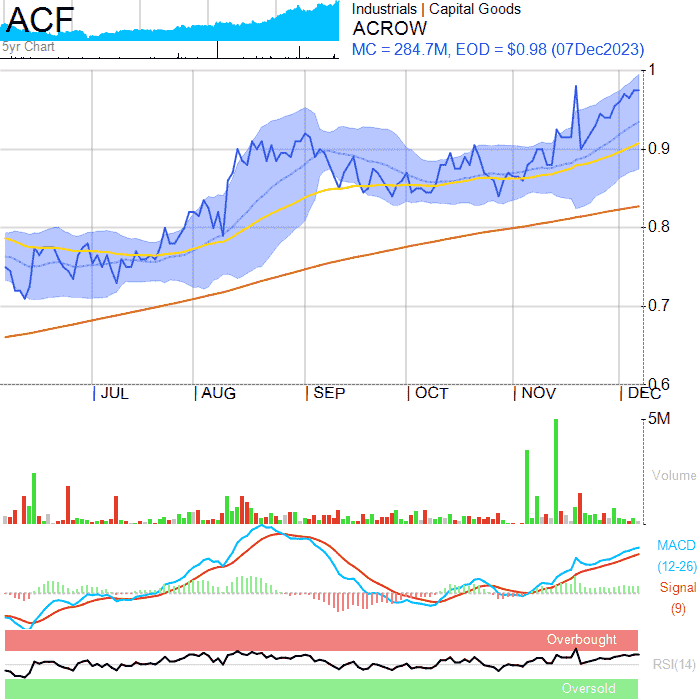 ACF
5yr Chart
Industrials | Capital Goods
ACROW
MC = 284.7M, EOD = $0.98 (07Dec2023)
1
0.9
0.8
0.7
0.6
JUL AUG SEP OCT NOV DEC
5M
Volume
MACD
(12-26)
Signal
(9)
Overbought
RSI(14)
Oversold